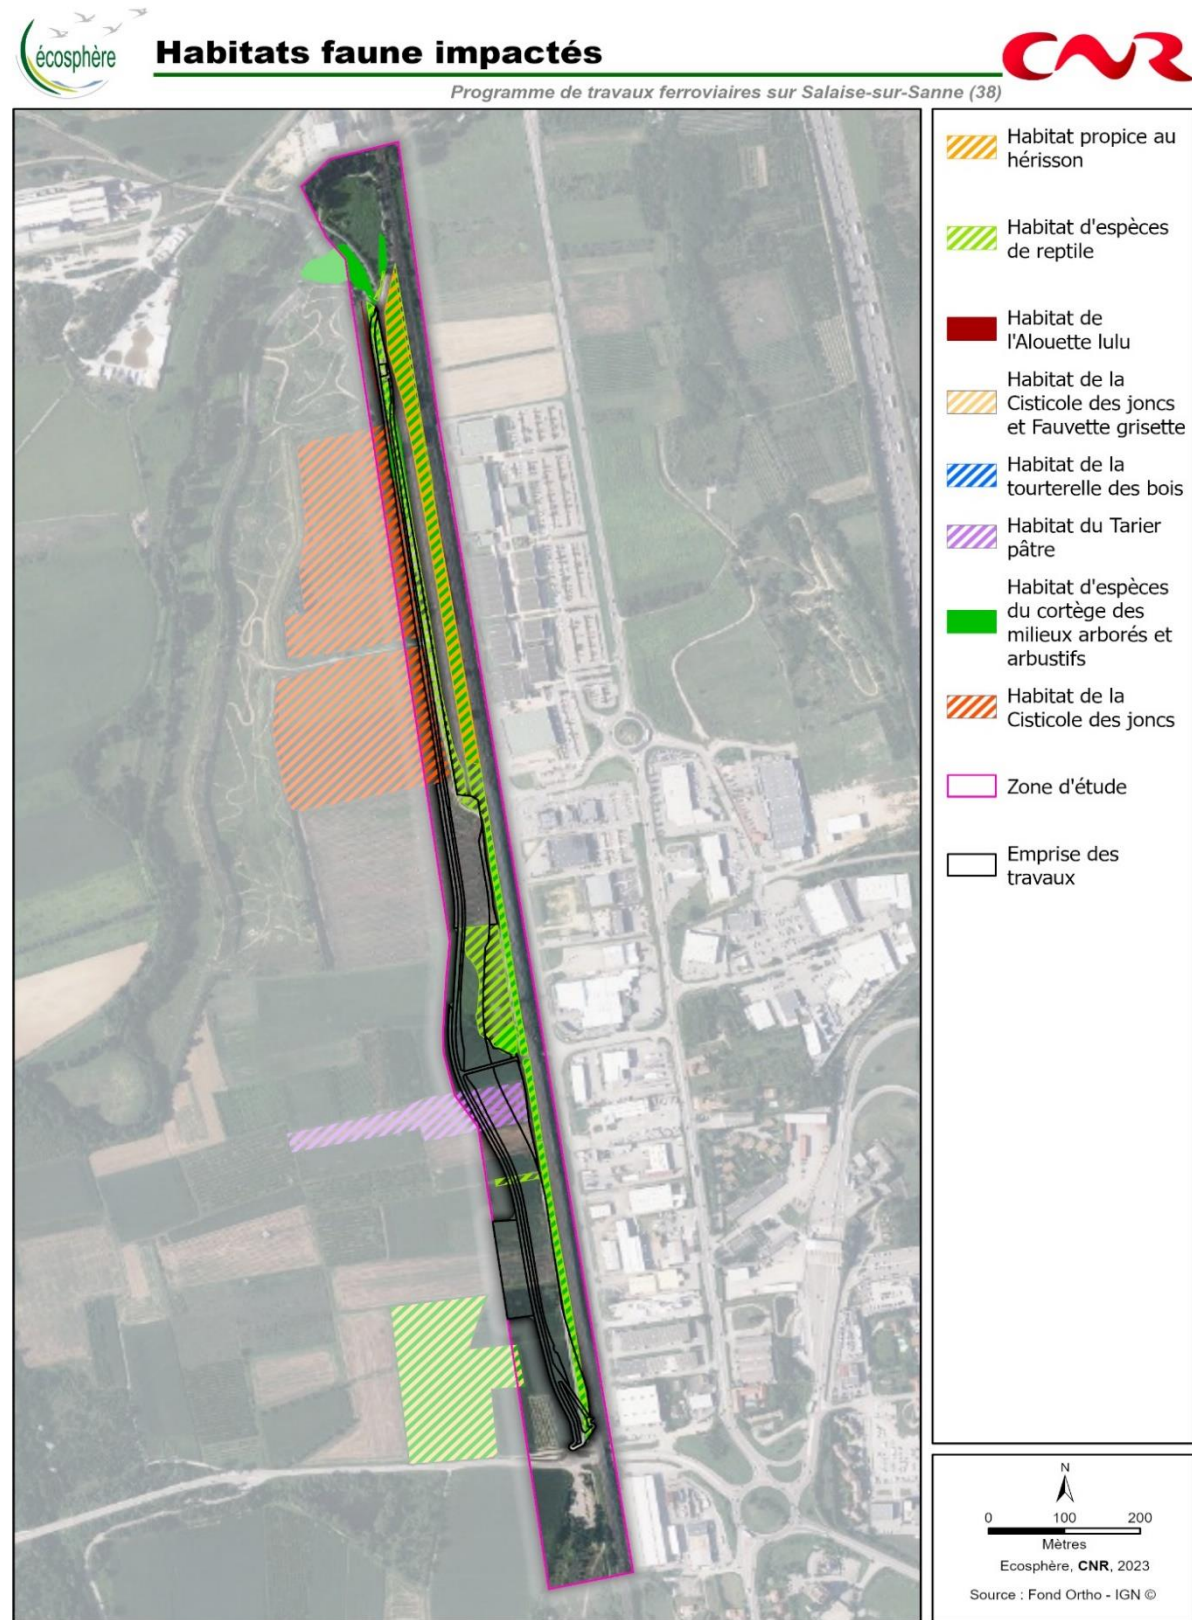 écosphère
Habitats faune impactés
CNR
Programme de travaux ferroviaires sur Salaise-sur-Sanne (38)
Habitat propice au
hérisson
Habitat d'espèces
de reptile
Habitat de
l'Alouette lulu
Habitat de la
Cisticole des joncs
et Fauvette grisette
Habitat de la
tourterelle des bois
Habitat du Tarier
pâtre
Habitat d'espèces
du cortège des
milieux arborés et
arbustifs
Habitat de la
Cisticole des joncs
Zone d'étude
Emprise des
travaux
N
0 100 200
Mètres
Ecosphère, CNR, 2023
Source : Fond Ortho - IGN ©